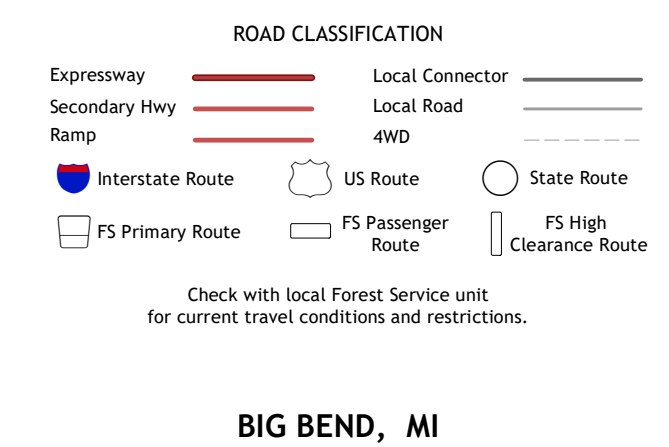 ROAD CLASSIFICATION
Expressway
Local Connector
Secondary Hwy
Local Road
Ramp
4WD
Interstate Route
US Route
State Route
FS Primary Route
FS Passenger
Route
FS High
Clearance Route
Check with local Forest Service unit
for current travel conditions and restrictions.
BIG BEND, MI